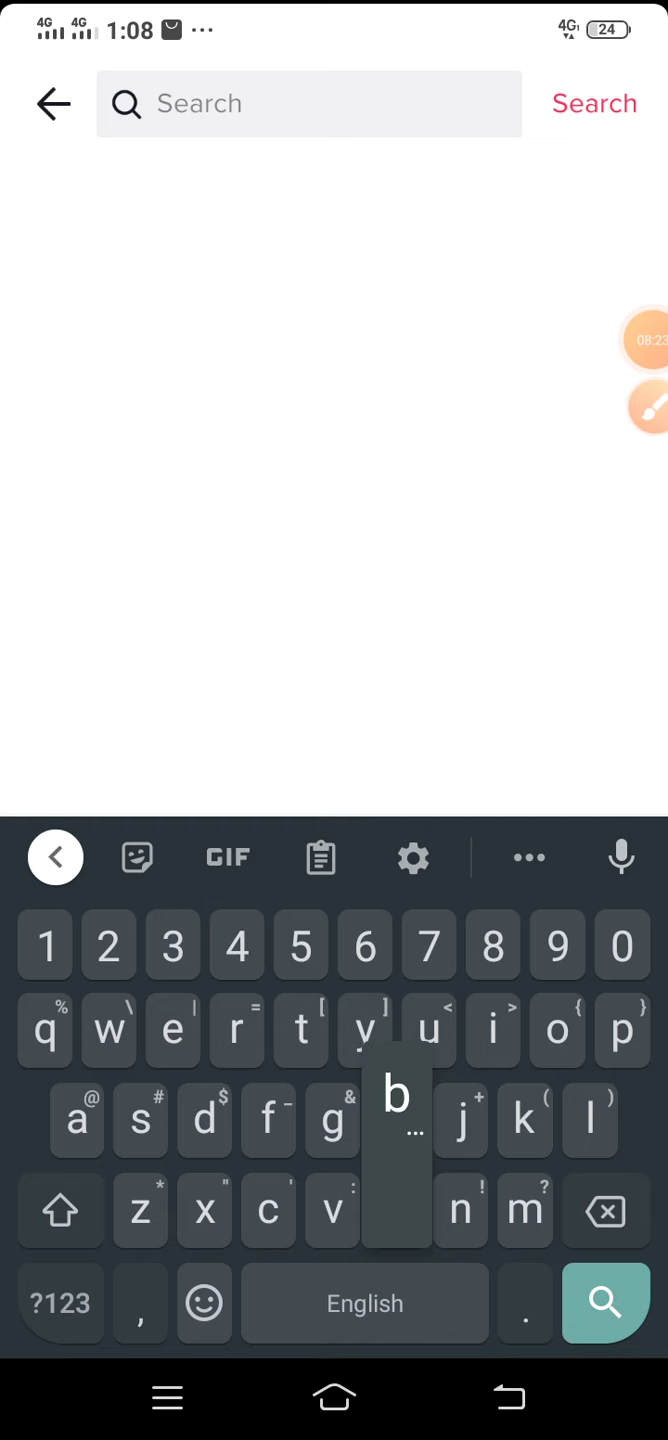 4G 4G 1:08 ... 4G 24
Search Search
08:23
GIF
1 2 3 4 5 6 7 8 9 0
q% w\ e| r= t[ y] u< i> o{ p}
a@ s# d$ f_ g& b... j+ k( l)
z* x" c' v: n! m?
?123 , English .